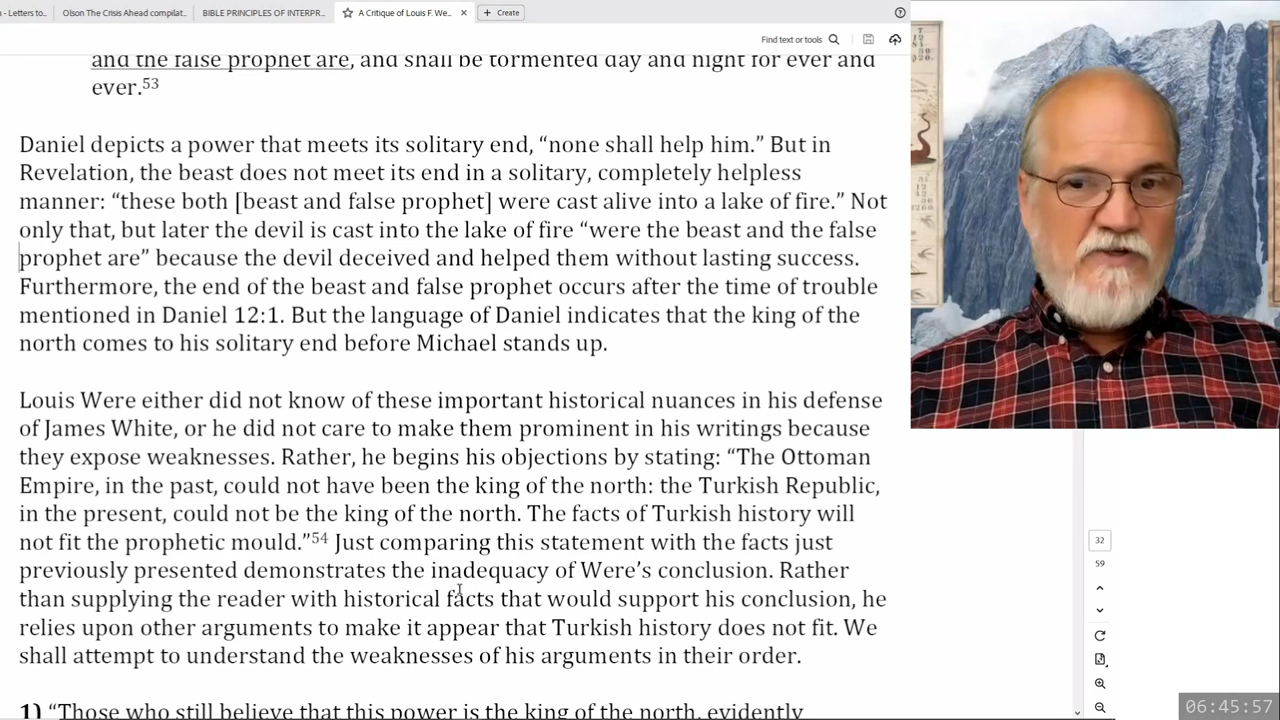 - Letters to...
Olson The Crisis Ahead compilat..
BIBLE PRINCIPLES OF INTERPR..
A Critique of Louis F. We...
Create
Find text or tools
and the false prophet are, and shall be tormented day and night for ever and
ever.53
Daniel depicts a power that meets its solitary end, “none shall help him.” But in
Revelation, the beast does not meet its end in a solitary, completely helpless
manner: “these both [beast and false prophet] were cast alive into a lake of fire.” Not
only that, but later the devil is cast into the lake of fire “were the beast and the false
prophet are” because the devil deceived and helped them without lasting success.
Furthermore, the end of the beast and false prophet occurs after the time of trouble
mentioned in Daniel 12:1. But the language of Daniel indicates that the king of the
north comes to his solitary end before Michael stands up.
Louis Were either did not know of these important historical nuances in his defense
of James White, or he did not care to make them prominent in his writings because
they expose weaknesses. Rather, he begins his objections by stating: “The Ottoman
Empire, in the past, could not have been the king of the north: the Turkish Republic,
in the present, could not be the king of the north. The facts of Turkish history will
not fit the prophetic mould.”54 Just comparing this statement with the facts just
previously presented demonstrates the inadequacy of Were’s conclusion. Rather
than supplying the reader with historical facts that would support his conclusion, he
relies upon other arguments to make it appear that Turkish history does not fit. We
shall attempt to understand the weaknesses of his arguments in their order.
1) “Those who still believe that this power is the king of the north, evidently
32
59
06:45:57